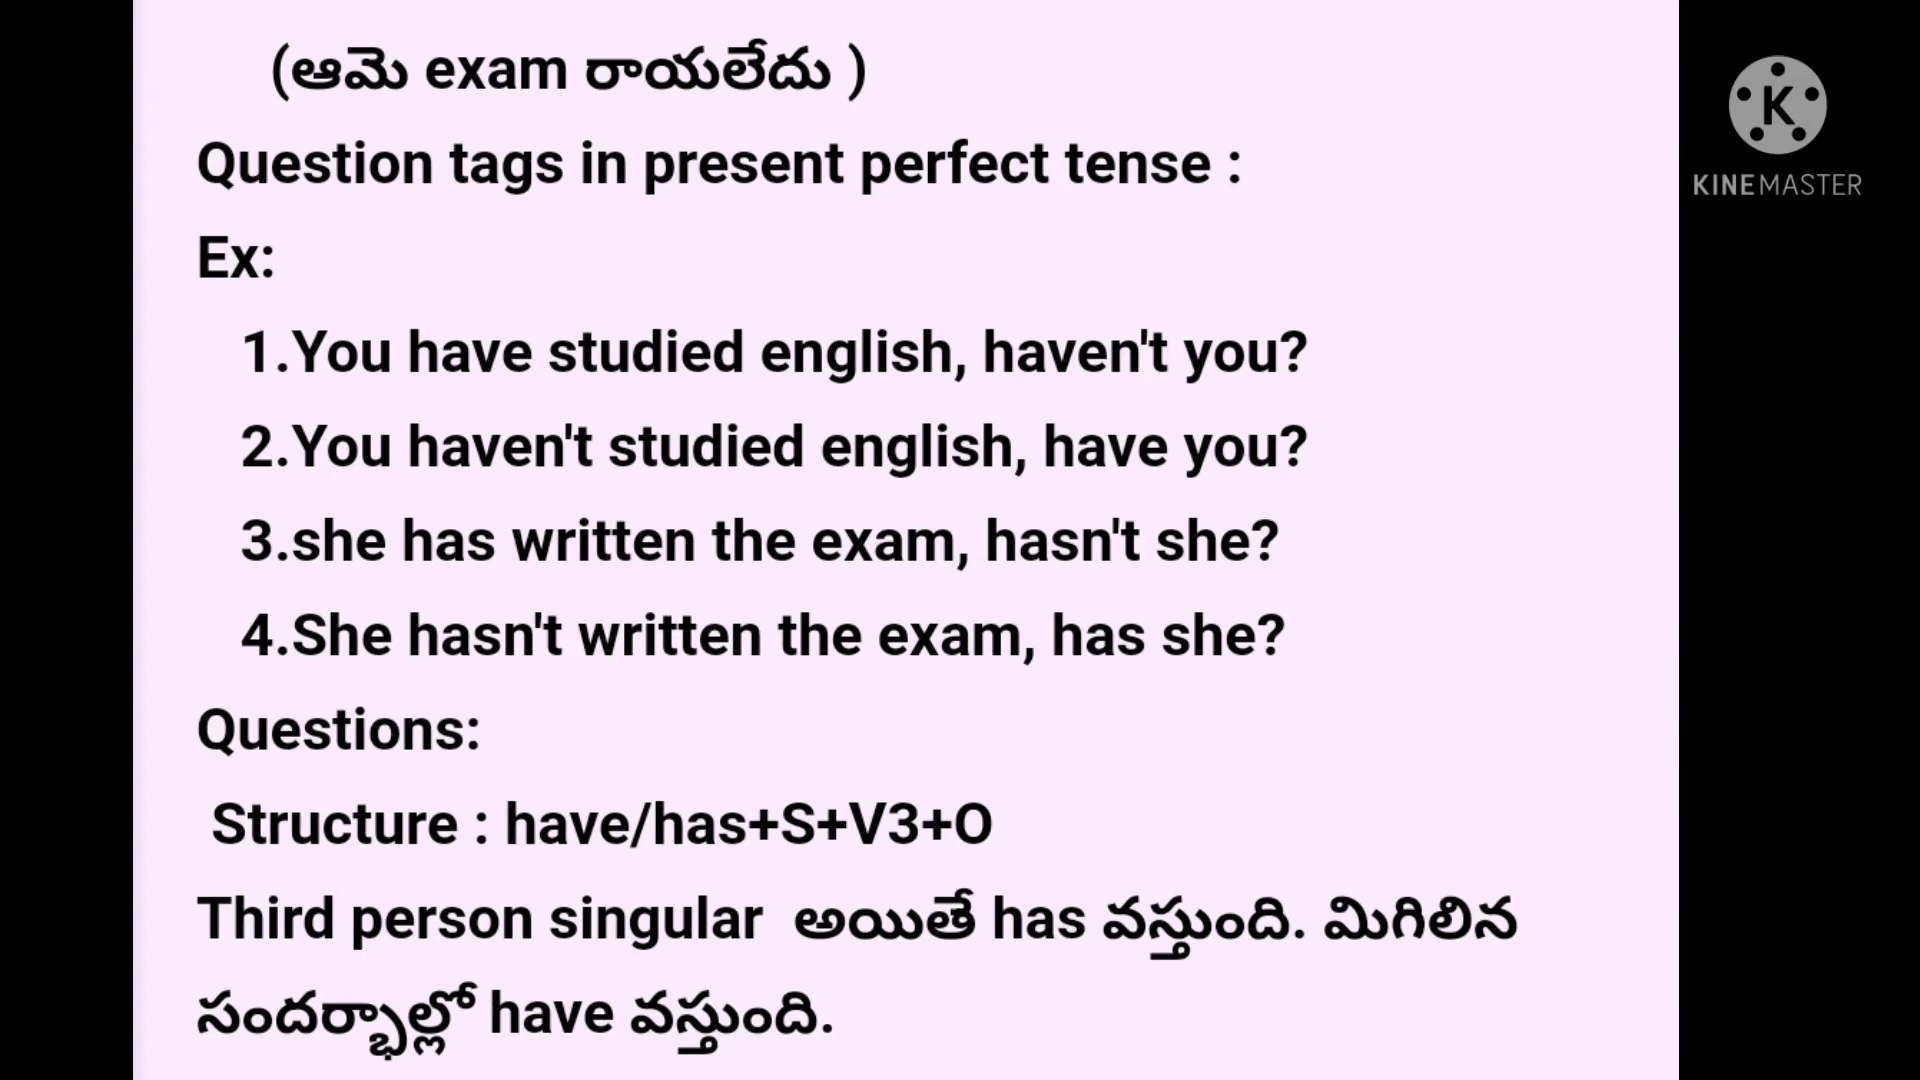 (ఆమె exam రాయలేదు )
Question tags in present perfect tense :
Ex:
1.You have studied english, haven't you?
2.You haven't studied english, have you?
3.she has written the exam, hasn't she?
4.She hasn't written the exam, has she?
Questions:
Structure : have/has+S+V3+O
Third person singular  అయితే has వస్తుంది. మిగిలిన
సందర్భాల్లో have వస్తుంది.
K
KINEMASTER